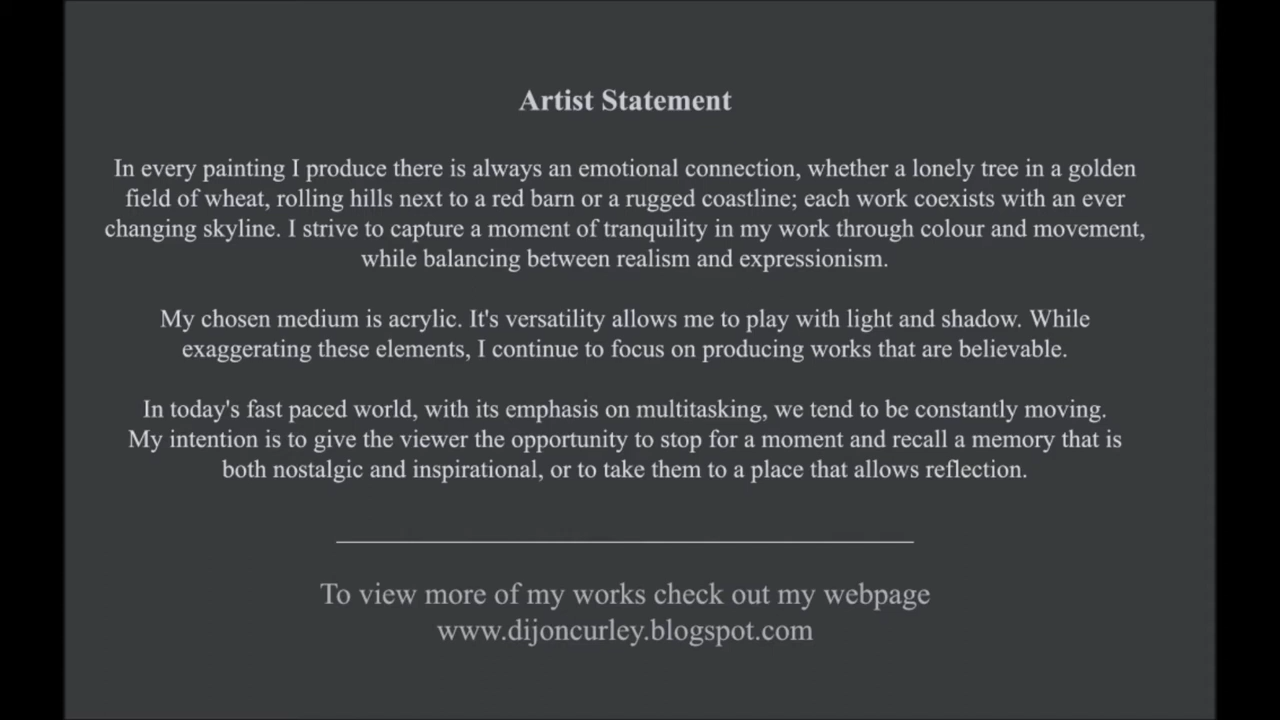 Artist Statement
In every painting I produce there is always an emotional connection, whether a lonely tree in a golden
field of wheat, rolling hills next to a red barn or a rugged coastline; each work coexists with an ever
changing skyline. I strive to capture a moment of tranquility in my work through colour and movement,
while balancing between realism and expressionism.
My chosen medium is acrylic. It's versatility allows me to play with light and shadow. While
exaggerating these elements, I continue to focus on producing works that are believable.
In today's fast paced world, with its emphasis on multitasking, we tend to be constantly moving.
My intention is to give the viewer the opportunity to stop for a moment and recall a memory that is
both nostalgic and inspirational, or to take them to a place that allows reflection.
To view more of my works check out my webpage
www.dijoncurley.blogspot.com